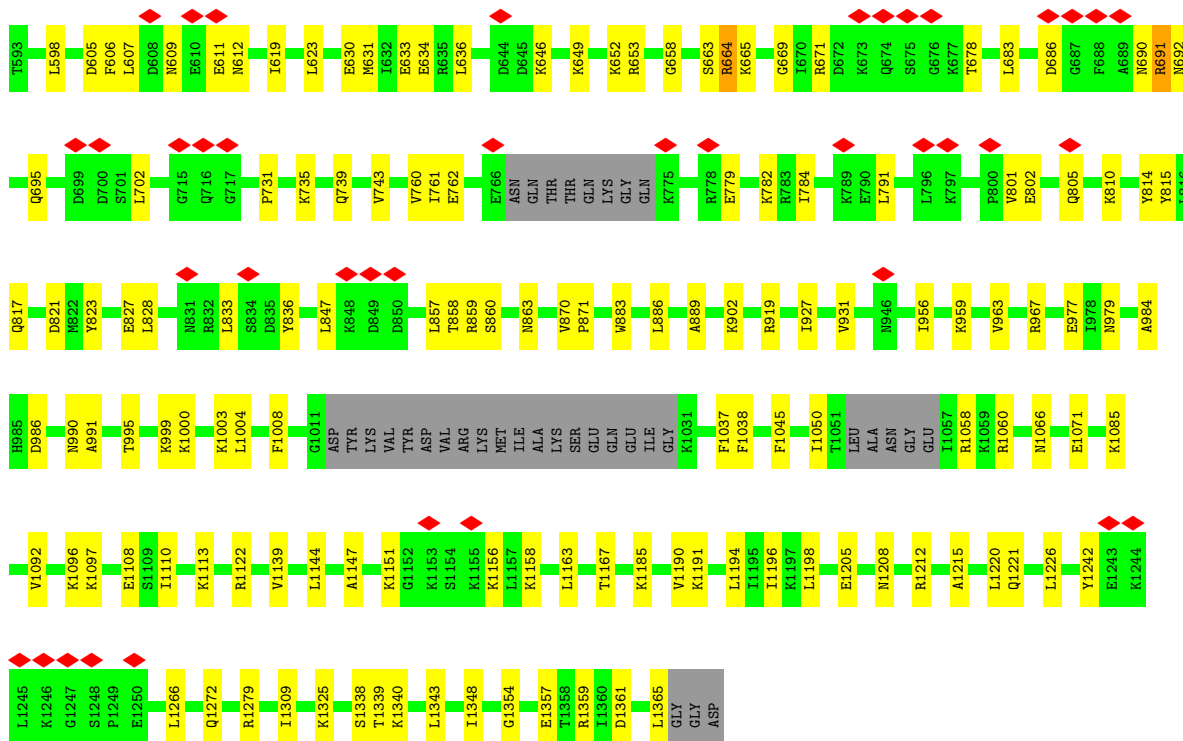 T593 L598 D605 F606 L607 D608 N609 E610 E611 N612 I619 L623 E630 M631 I632 E633 E634 R635 L636 D644 D645 K646 K649 K652 R653 G658 S663 R664 K665 G669 I670 R671 D672 K673 Q674 S675 G676 K677 T678 L683 D686 G687 F688 A689 N690 R691 N692
Q695 D699 D700 S701 L702 G715 Q716 G717 P731 K735 Q739 V743 V760 I761 E762 E766 ASN GLN THR THR GLN LYS GLY GLN K775 R778 E779 K782 R783 I784 K789 E790 L791 L796 K797 P800 V801 E802 Q805 K810 Y814 Y815 L816
Q817 D821 M822 Y823 E827 L828 N831 R832 L833 S834 D835 Y836 L847 K848 D849 D850 L857 T858 R859 S860 N863 V870 P871 W883 L886 A889 K902 R919 I927 V931 N946 I956 K959 V963 R967 E977 I978 N979 A984
H985 D986 N990 A991 T995 K999 K1000 K1003 L1004 F1008 G1011 ASP TYR LYS VAL TYR ASP VAL ARG LYS MET ILE ALA LYS SER GLU GLN GLU ILE GLY K1031 F1037 F1038 F1045 I1050 T1051 LEU ALA ASN GLY GLU I1057 R1058 K1059 R1060 N1066 E1071 K1085
V1092 K1096 K1097 E1108 S1109 I1110 K1113 R1122 V1139 L1144 A1147 K1151 G1152 K1153 S1154 K1155 K1156 L1157 K1158 L1163 T1167 K1185 V1190 K1191 L1194 I1195 I1196 K1197 L1198 E1205 N1208 R1212 A1215 L1220 Q1221 L1226 Y1242 E1243 K1244
L1245 K1246 G1247 S1248 P1249 E1250 L1266 Q1272 R1279 I1309 K1325 S1338 T1339 K1340 L1343 I1348 G1354 E1357 T1358 R1359 I1360 D1361 L1365 GLY GLY ASP